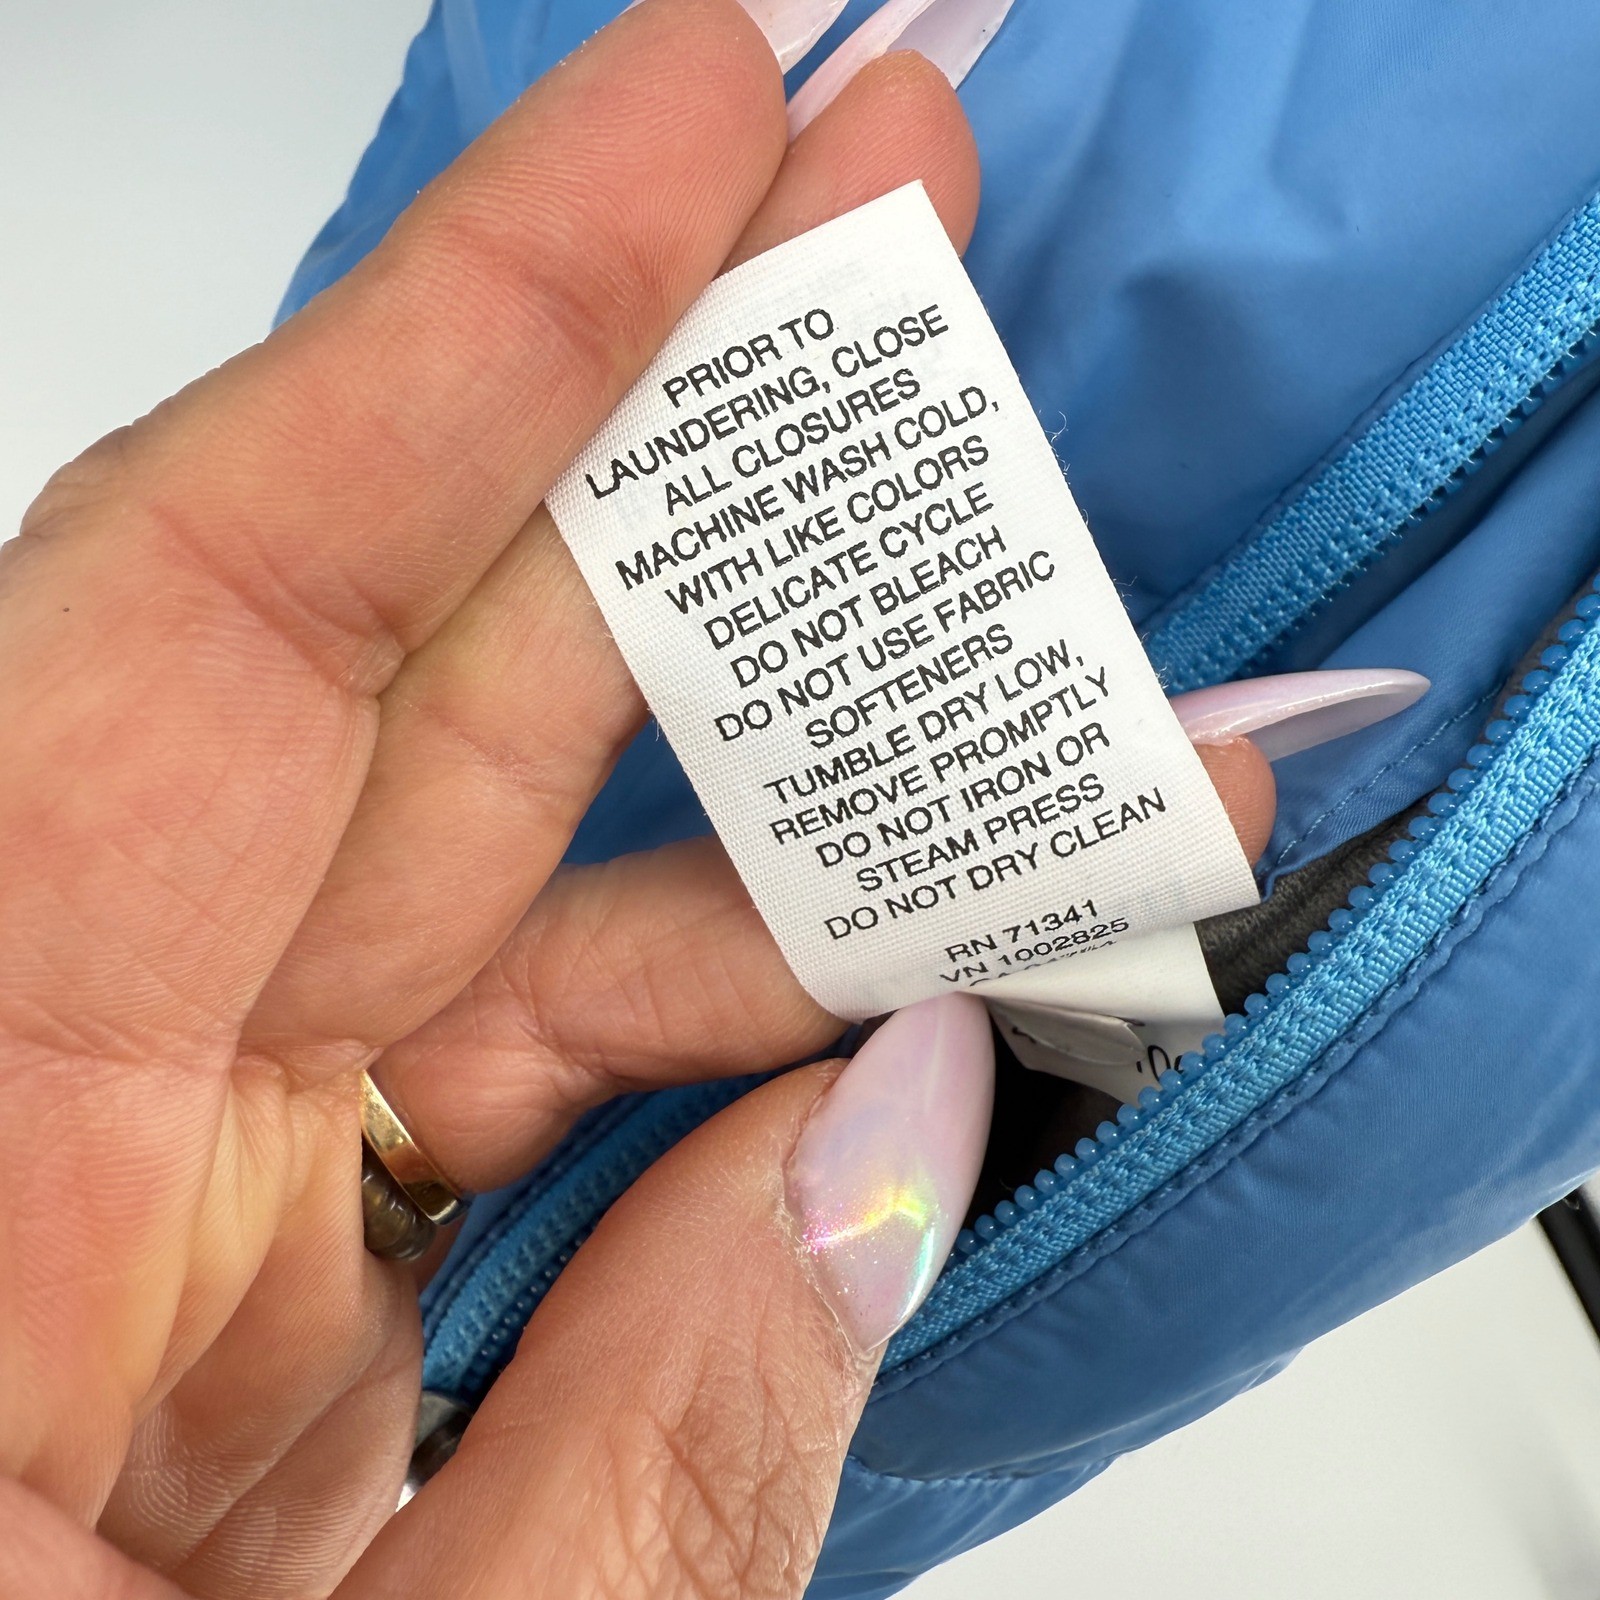 PRIOR TO
LAUNDERING, CLOSE
ALL CLOSURES
MACHINE WASH COLD,
WITH LIKE COLORS
DELICATE CYCLE
DO NOT BLEACH
DO NOT USE FABRIC
SOFTENERS
TUMBLE DRY LOW,
REMOVE PROMPTLY
DO NOT IRON OR
STEAM PRESS
DO NOT DRY CLEAN
RN 71341
VN 1002825